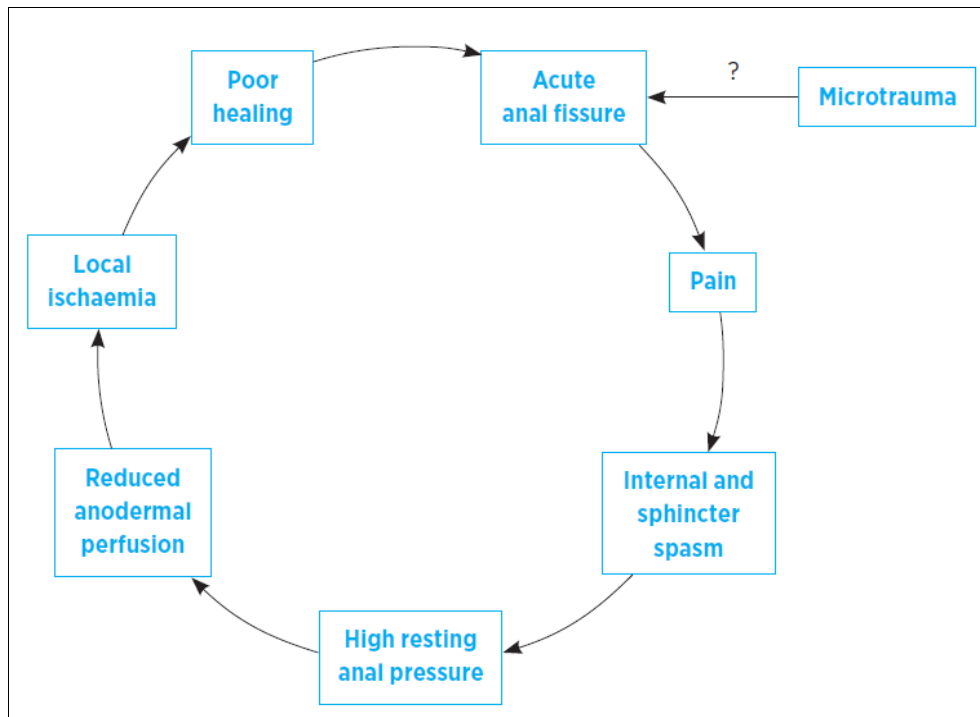 Poor
healing
Acute
anal fissure
?
Microtrauma
Pain
Internal and
sphincter
spasm
High resting
anal pressure
Reduced
anodermal
perfusion
Local
ischaemia